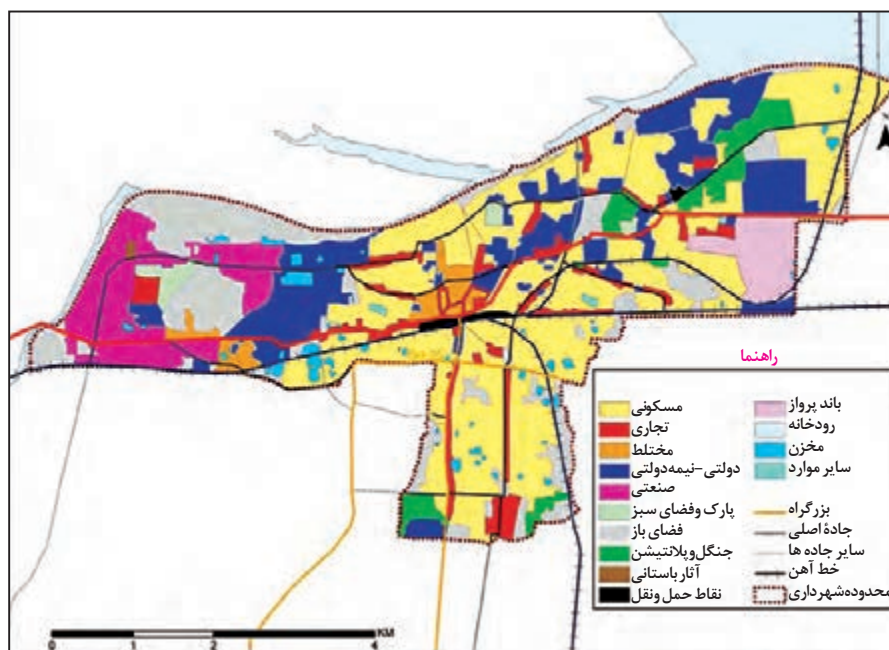 راهنما
مسکونی
تجاری
مختلط
دولتی-نیمه‌دولتی
صنعتی
پارک وفضای سبز
فضای باز
جنگل‌وپلانتیشن
آثارباستانی
نقاط حمل ونقل
باند پرواز
رودخانه
مخزن
سایر موارد
بزرگراه
جادهٔ اصلی
سایر جاده ها
خط آهن
محدوده‌شهرداری
KM
0 1 2 4